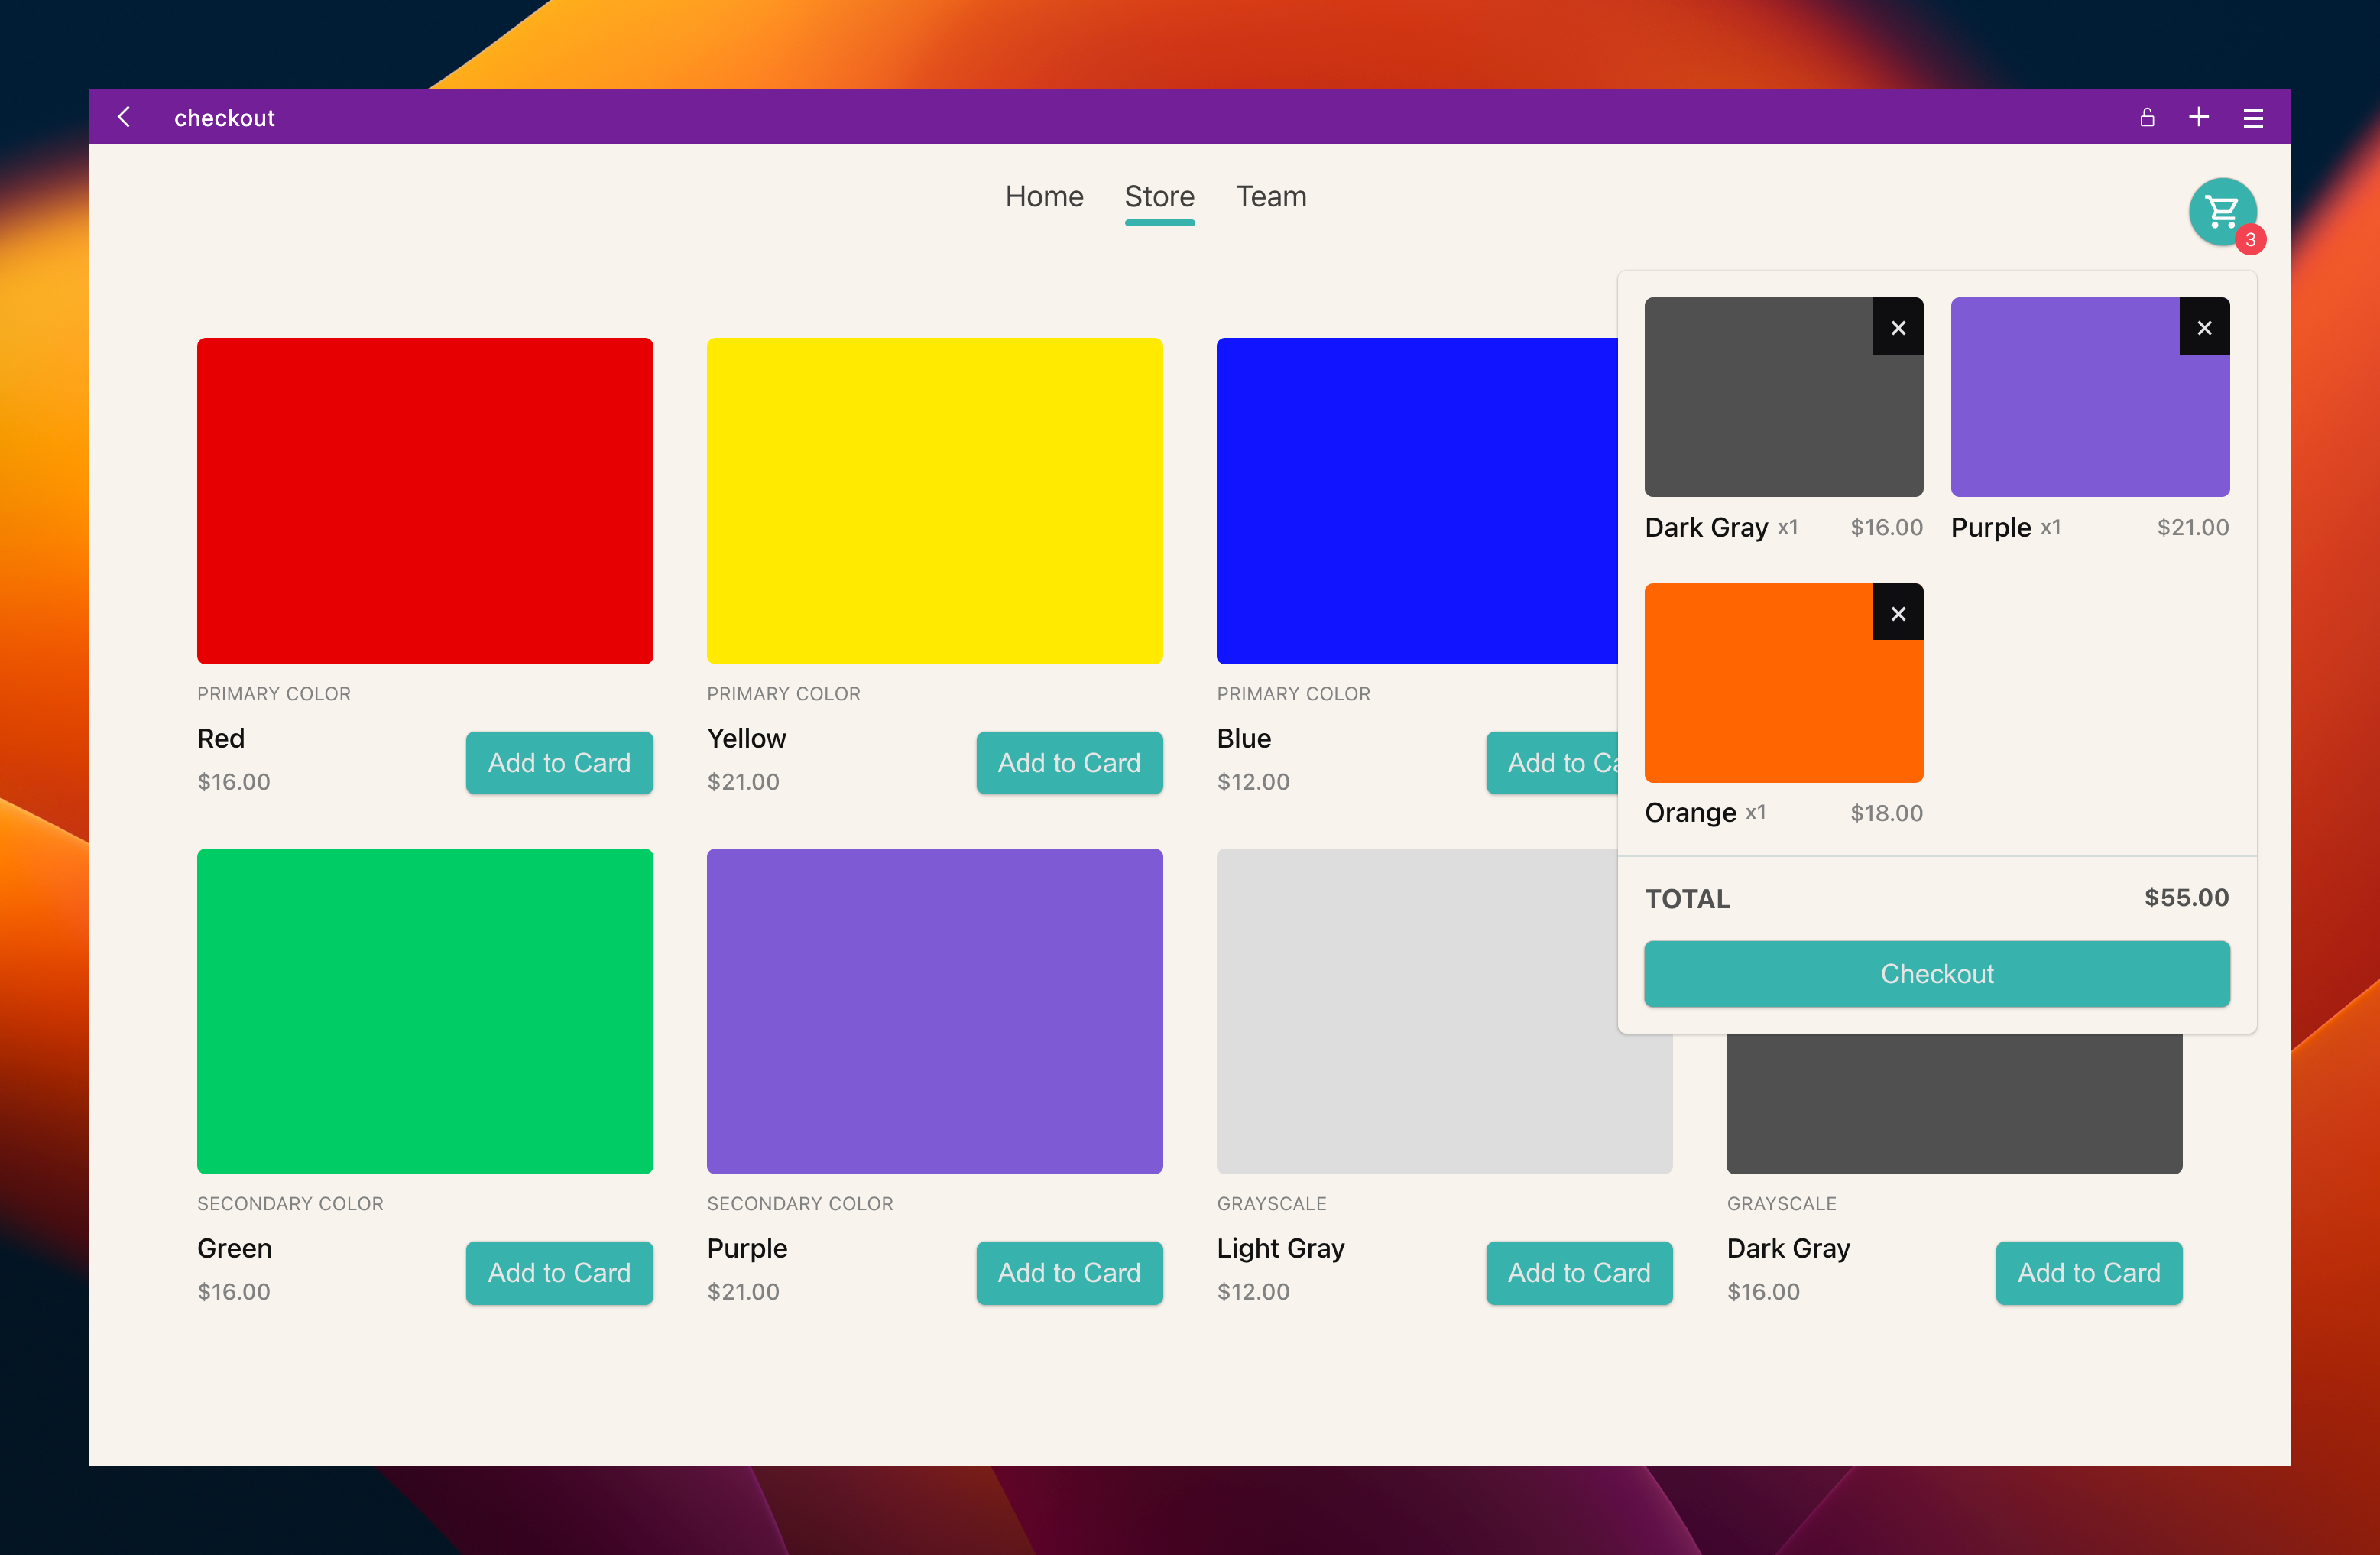 checkout
Home Store Team
3
PRIMARY COLOR
Red
$16.00
Add to Card
PRIMARY COLOR
Yellow
$21.00
Add to Card
PRIMARY COLOR
Blue
$12.00
Add to Ca
Dark Gray x1 $16.00
Purple x1 $21.00
Orange x1 $18.00
TOTAL $55.00
Checkout
SECONDARY COLOR
Green
$16.00
Add to Card
SECONDARY COLOR
Purple
$21.00
Add to Card
GRAYSCALE
Light Gray
$12.00
Add to Card
GRAYSCALE
Dark Gray
$16.00
Add to Card